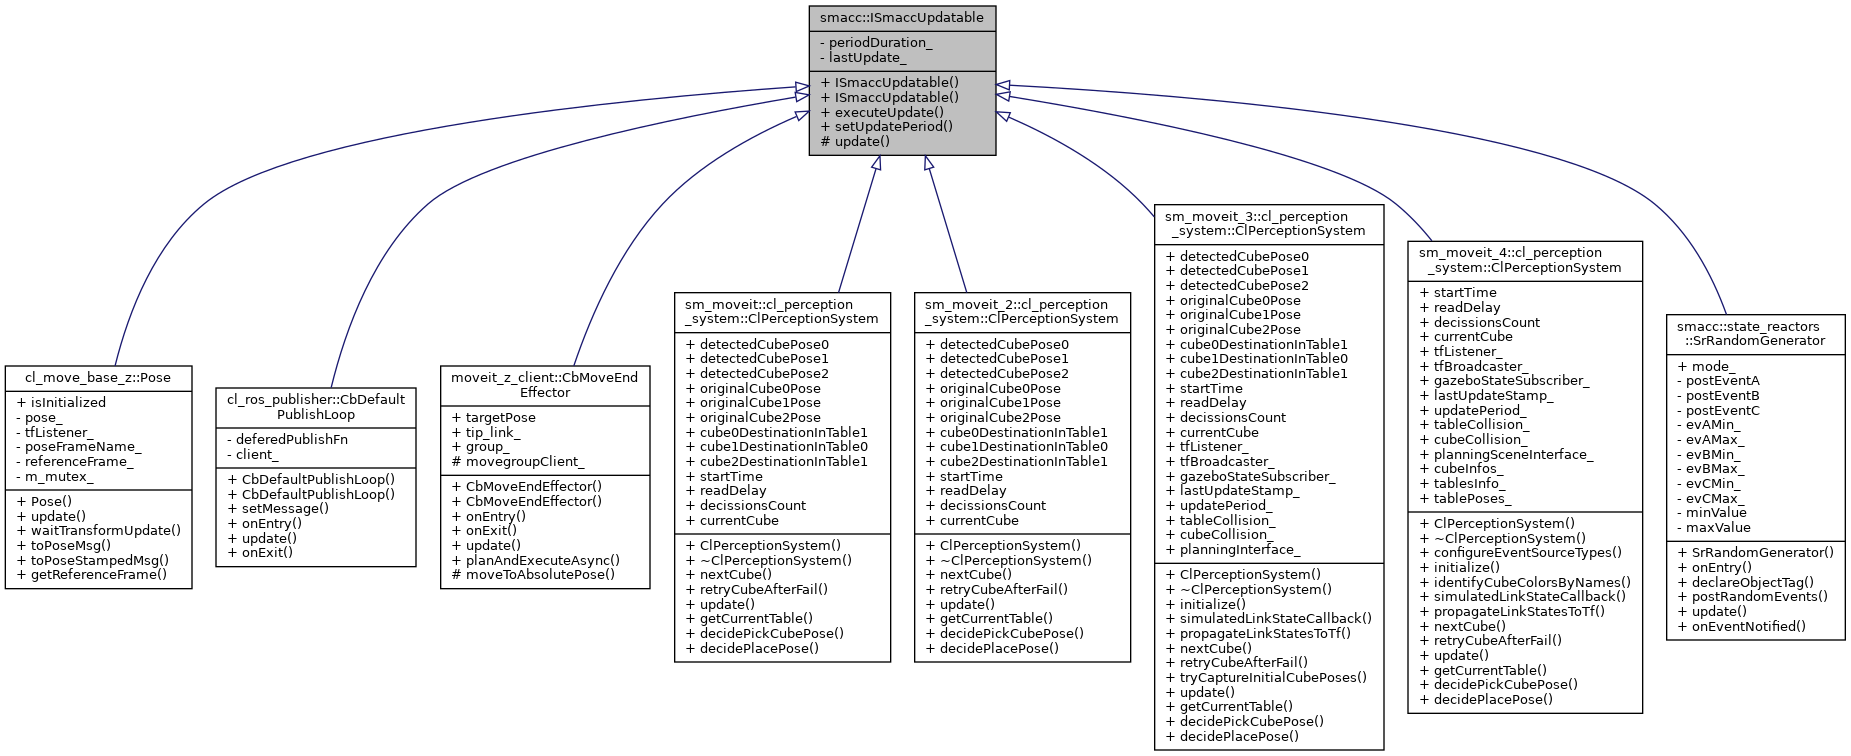 smacc::ISmaccUpdatable
- periodDuration_
- lastUpdate_
+ ISmaccUpdatable()
+ ISmaccUpdatable()
+ executeUpdate()
+ setUpdatePeriod()
# update()
cl_move_base_z::Pose
+ isInitialized
- pose_
- tfListener_
- poseFrameName_
- referenceFrame_
- m_mutex_
+ Pose()
+ update()
+ waitTransformUpdate()
+ toPoseMsg()
+ toPoseStampedMsg()
+ getReferenceFrame()
cl_ros_publisher::CbDefault
PublishLoop
- deferedPublishFn
- client_
+ CbDefaultPublishLoop()
+ CbDefaultPublishLoop()
+ setMessage()
+ onEntry()
+ update()
+ onExit()
moveit_z_client::CbMoveEnd
Effector
+ targetPose
+ tip_link_
+ group_
# movegroupClient_
+ CbMoveEndEffector()
+ CbMoveEndEffector()
+ onEntry()
+ onExit()
+ update()
+ planAndExecuteAsync()
# moveToAbsolutePose()
sm_moveit::cl_perception
_system::ClPerceptionSystem
+ detectedCubePose0
+ detectedCubePose1
+ detectedCubePose2
+ originalCube0Pose
+ originalCube1Pose
+ originalCube2Pose
+ cube0DestinationInTable1
+ cube1DestinationInTable0
+ cube2DestinationInTable1
+ startTime
+ readDelay
+ decissionsCount
+ currentCube
+ ClPerceptionSystem()
+ ~ClPerceptionSystem()
+ nextCube()
+ retryCubeAfterFail()
+ update()
+ getCurrentTable()
+ decidePickCubePose()
+ decidePlacePose()
sm_moveit_2::cl_perception
_system::ClPerceptionSystem
+ detectedCubePose0
+ detectedCubePose1
+ detectedCubePose2
+ originalCube0Pose
+ originalCube1Pose
+ originalCube2Pose
+ cube0DestinationInTable1
+ cube1DestinationInTable0
+ cube2DestinationInTable1
+ startTime
+ readDelay
+ decissionsCount
+ currentCube
+ ClPerceptionSystem()
+ ~ClPerceptionSystem()
+ nextCube()
+ retryCubeAfterFail()
+ update()
+ getCurrentTable()
+ decidePickCubePose()
+ decidePlacePose()
sm_moveit_3::cl_perception
_system::ClPerceptionSystem
+ detectedCubePose0
+ detectedCubePose1
+ detectedCubePose2
+ originalCube0Pose
+ originalCube1Pose
+ originalCube2Pose
+ cube0DestinationInTable1
+ cube1DestinationInTable0
+ cube2DestinationInTable1
+ startTime
+ readDelay
+ decissionsCount
+ currentCube
+ tfListener_
+ tfBroadcaster_
+ gazeboStateSubscriber_
+ lastUpdateStamp_
+ updatePeriod_
+ tableCollision_
+ cubeCollision_
+ planningInterface_
+ ClPerceptionSystem()
+ ~ClPerceptionSystem()
+ initialize()
+ simulatedLinkStateCallback()
+ propagateLinkStatesToTf()
+ nextCube()
+ retryCubeAfterFail()
+ tryCaptureInitialCubePoses()
+ update()
+ getCurrentTable()
+ decidePickCubePose()
+ decidePlacePose()
sm_moveit_4::cl_perception
_system::ClPerceptionSystem
+ startTime
+ readDelay
+ decissionsCount
+ currentCube
+ tfListener_
+ tfBroadcaster_
+ gazeboStateSubscriber_
+ lastUpdateStamp_
+ updatePeriod_
+ tableCollision_
+ cubeCollision_
+ planningSceneInterface_
+ cubeInfos_
+ tablesInfo_
+ tablePoses_
+ ClPerceptionSystem()
+ ~ClPerceptionSystem()
+ configureEventSourceTypes()
+ initialize()
+ identifyCubeColorsByNames()
+ simulatedLinkStateCallback()
+ propagateLinkStatesToTf()
+ nextCube()
+ retryCubeAfterFail()
+ update()
+ getCurrentTable()
+ decidePickCubePose()
+ decidePlacePose()
smacc::state_reactors
::SrRandomGenerator
+ mode_
- postEventA
- postEventB
- postEventC
- evAMin_
- evAMax_
- evBMin_
- evBMax_
- evCMin_
- evCMax_
- minValue
- maxValue
+ SrRandomGenerator()
+ onEntry()
+ declareObjectTag()
+ postRandomEvents()
+ update()
+ onEventNotified()